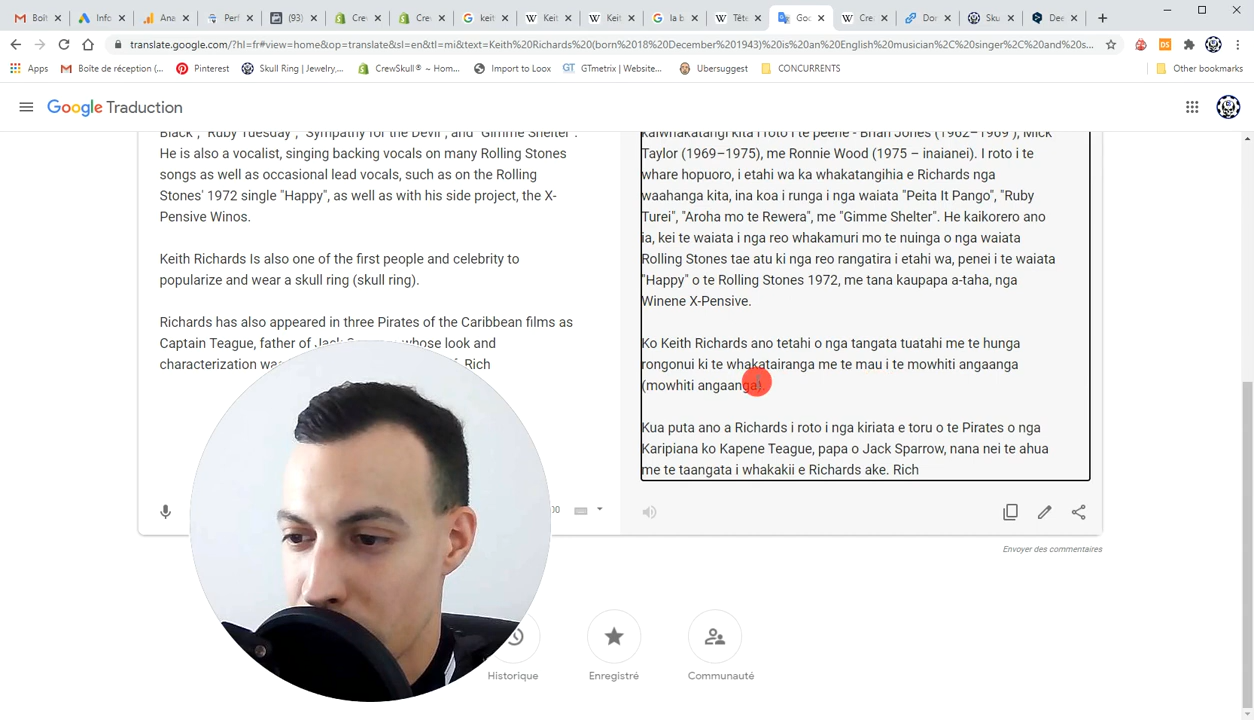 Boît
Info
Ana
Perf
(93)
Cre
Cre
keit
Keit
Keit
la b
Tête
Goo
Cre
Dor
Sku
Dee
translate.google.com/?hl=fr#view=home&op=translate&sl=en&tl=mi&text=Keith%20Richards%20(born%2018%20December%201943)%20is%20an%20English%20musician%2C%20singer%2C%20and%20s...
Apps
Boîte de réception (...
Pinterest
Skull Ring | Jewelry,...
CrewSkull® ~ Hom...
Import to Loox
GTmetrix | Website...
Ubersuggest
CONCURRENTS
Other bookmarks
Google Traduction
Black", "Ruby Tuesday", "Sympathy for the Devil", and "Gimme Shelter".
He is also a vocalist, singing backing vocals on many Rolling Stones
songs as well as occasional lead vocals, such as on the Rolling
Stones' 1972 single "Happy", as well as with his side project, the X-
Pensive Winos.
Keith Richards Is also one of the first people and celebrity to
popularize and wear a skull ring (skull ring).
Richards has also appeared in three Pirates of the Caribbean films as
Captain Teague, father of Jack Sparrow, whose look and
characterization was Rich
kaiwhakatangi kita i roto i te peene - Brian Jones (1962–1969 ), Mick
Taylor (1969–1975), me Ronnie Wood (1975 – inaianei). I roto i te
whare hopuoro, i etahi wa ka whakatangihia e Richards nga
waahanga kita, ina koa i runga i nga waiata "Peita It Pango", "Ruby
Turei", "Aroha mo te Rewera", me "Gimme Shelter". He kaikorero ano
ia, kei te waiata i nga reo whakamuri mo te nuinga o nga waiata
Rolling Stones tae atu ki nga reo rangatira i etahi wa, penei i te waiata
"Happy" o te Rolling Stones 1972, me tana kaupapa a-taha, nga
Winene X-Pensive.
Ko Keith Richards ano tetahi o nga tangata tuatahi me te hunga
rongonui ki te whakatairanga me te mau i te mowhiti angaanga
(mowhiti angaanga).
Kua puta ano a Richards i roto i nga kiriata e toru o te Pirates o nga
Karipiana ko Kapene Teague, papa o Jack Sparrow, nana nei te ahua
me te taangata i whakakii e Richards ake. Rich
Envoyer des commentaires
Historique
Enregistré
Communauté